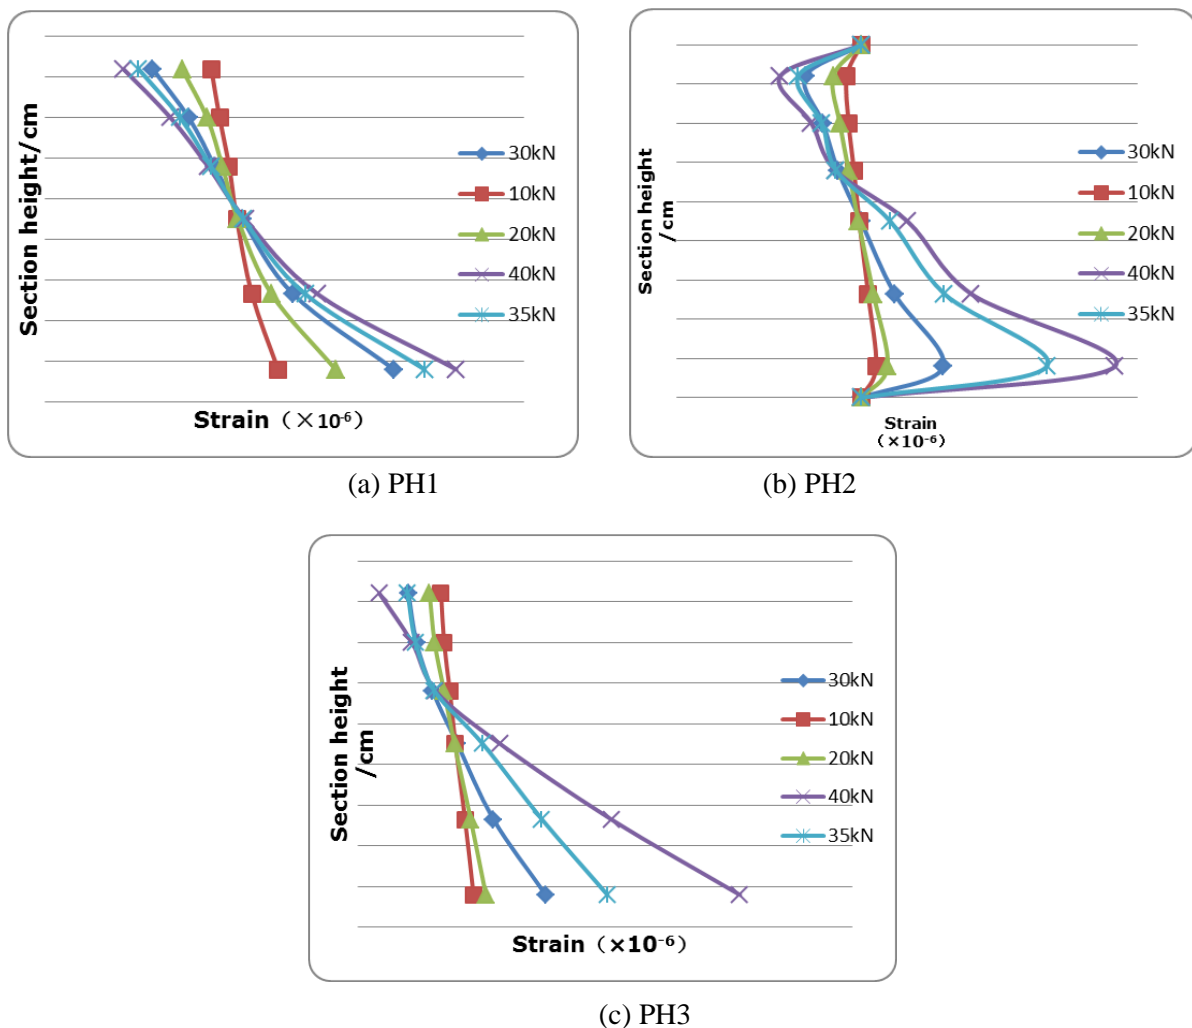 Section height/cm
30kN
10kN
20kN
40kN
35kN
Strain（×10⁻⁶）
(a) PH1
Section height
/cm
30kN
10kN
20kN
40kN
35kN
Strain
（×10⁻⁶）
(b) PH2
Section height
/cm
30kN
10kN
20kN
40kN
35kN
Strain（×10⁻⁶）
(c) PH3